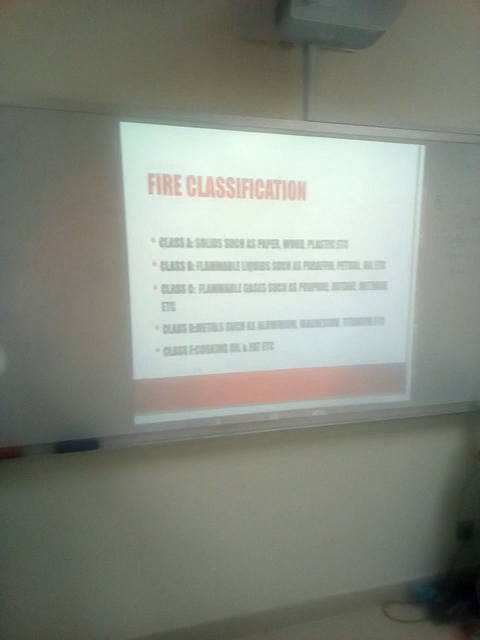 FIRE CLASSIFICATION
• CLASS A: SOLIDS SUCH AS PAPER, WOOD, PLASTIC ETC
• CLASS B: FLAMMABLE LIQUIDS SUCH AS PARAFFIN, PETROL, OIL ETC
• CLASS C: FLAMMABLE GASES SUCH AS PROPANE, BUTANE, METHANE
ETC
• CLASS D:METALS SUCH AS ALUMINIUM, MAGNESIUM, TITANIUM ETC
• CLASS F:COOKING OIL & FAT ETC